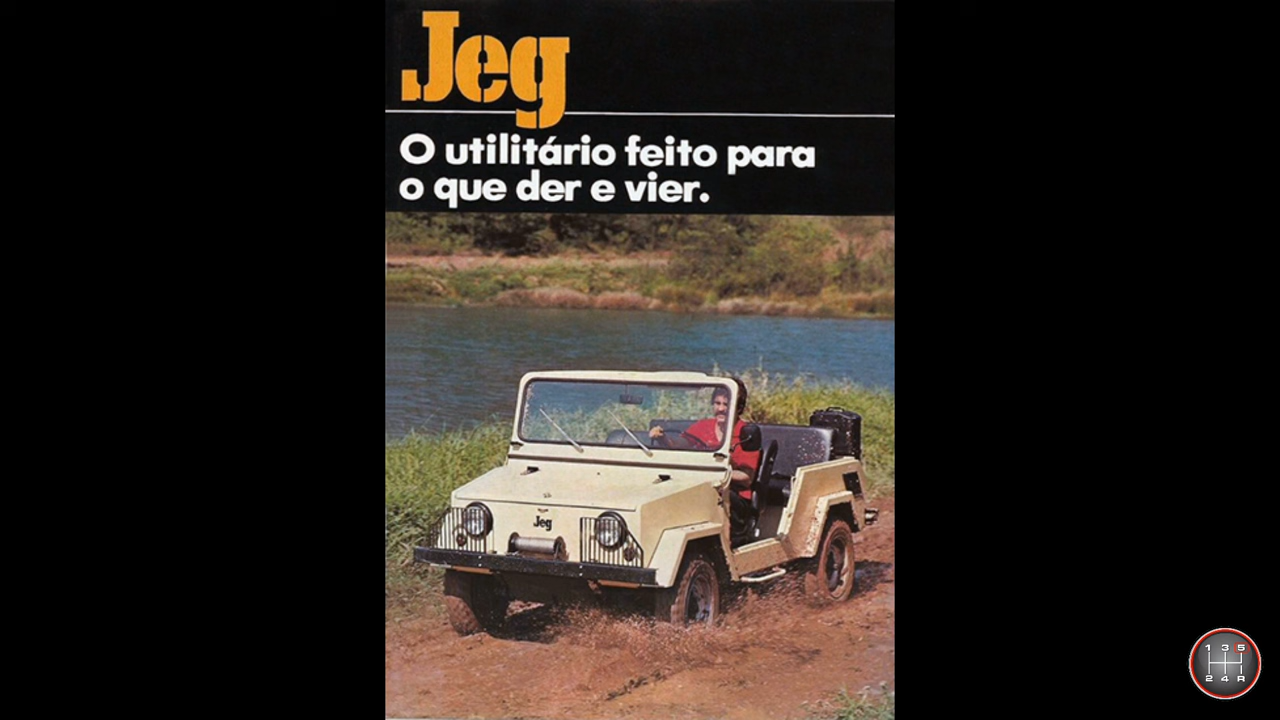 Jeg
O utilitário feito para
o que der e vier.
Jeg
1 3 5
2 4 R